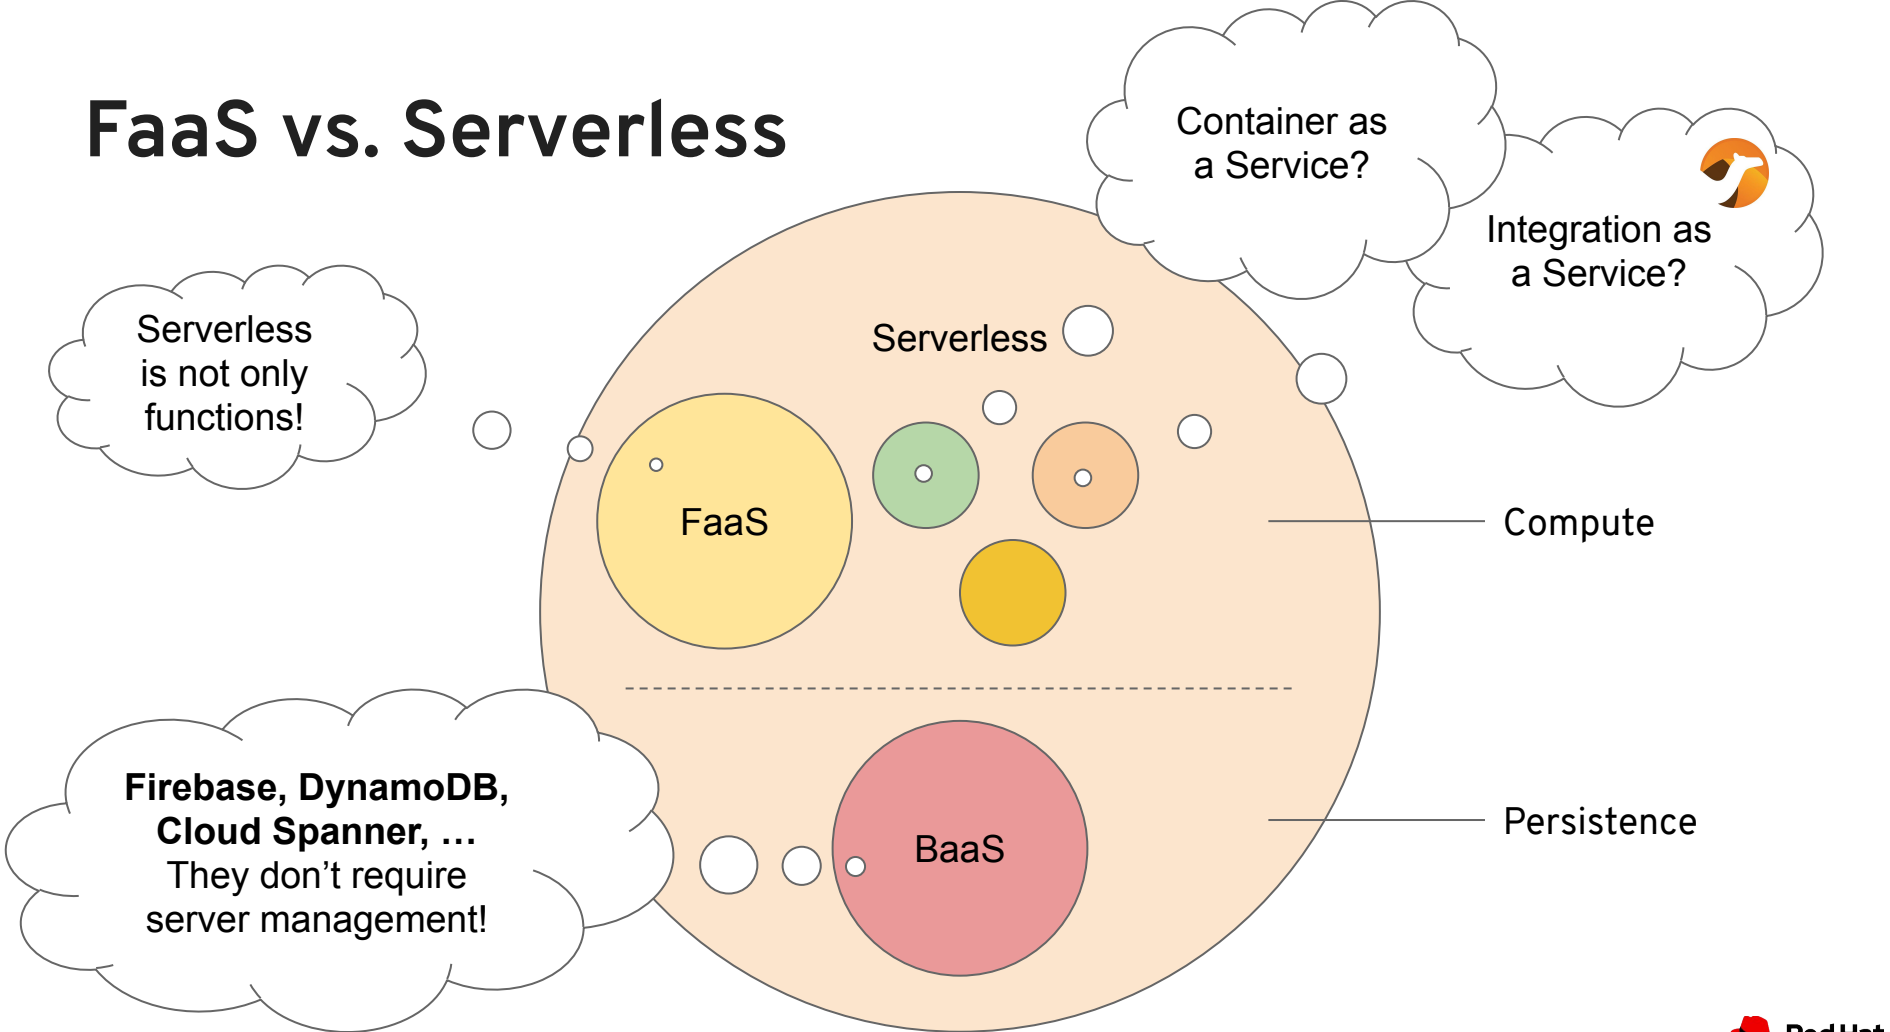 FaaS vs. Serverless
Container as
a Service?
Integration as
a Service?
Serverless
is not only
functions!
Serverless
FaaS
Compute
Firebase, DynamoDB,
Cloud Spanner, …
They don’t require
server management!
BaaS
Persistence